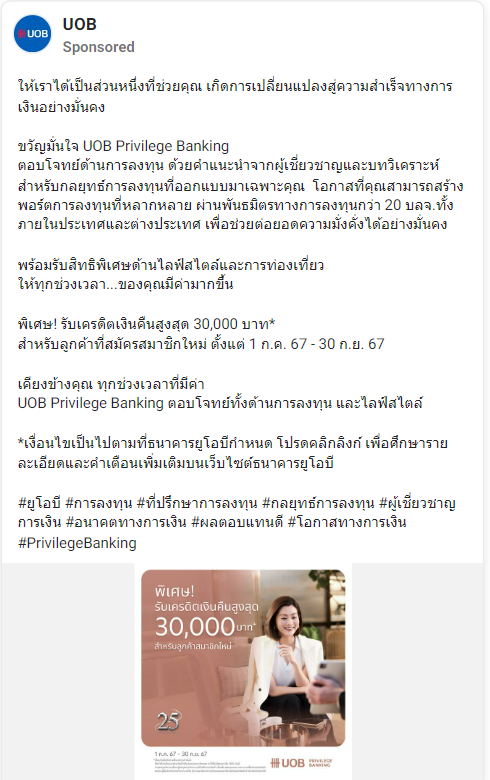 UOB
UOB
Sponsored
ให้เราได้เป็นส่วนหนึ่งที่ช่วยคุณ เกิดการเปลี่ยนแปลงสู่ความสำเร็จทางการ
เงินอย่างมั่นคง
ขวัญมั่นใจ UOB Privilege Banking
ตอบโจทย์ด้านการลงทุน ด้วยคำแนะนำจากผู้เชี่ยวชาญและบทวิเคราะห์
สำหรับกลยุทธ์การลงทุนที่ออกแบบมาเฉพาะคุณ โอกาสที่คุณสามารถสร้าง
พอร์ตการลงทุนที่หลากหลาย ผ่านพันธมิตรทางการลงทุนกว่า 20 บลจ.ทั้ง
ภายในประเทศและต่างประเทศ เพื่อช่วยต่อยอดความมั่งคั่งได้อย่างมั่นคง
พร้อมรับสิทธิพิเศษด้านไลฟ์สไตล์และการท่องเที่ยว
ให้ทุกช่วงเวลา...ของคุณมีค่ามากขึ้น
พิเศษ! รับเครดิตเงินคืนสูงสุด 30,000 บาท*
สำหรับลูกค้าที่สมัครสมาชิกใหม่ ตั้งแต่ 1 ก.ค. 67 - 30 ก.ย. 67
เคียงข้างคุณ ทุกช่วงเวลาที่มีค่า
UOB Privilege Banking ตอบโจทย์ทั้งด้านการลงทุน และไลฟ์สไตล์
*เงื่อนไขเป็นไปตามที่ธนาคารยูโอบีกำหนด โปรดคลิกลิงก์ เพื่อศึกษาราย
ละเอียดและคำเตือนเพิ่มเติมบนเว็บไซต์ธนาคารยูโอบี
#ยูโอบี #การลงทุน #ที่ปรึกษาการลงทุน #กลยุทธ์การลงทุน #ผู้เชี่ยวชาญ
การเงิน #อนาคตทางการเงิน #ผลตอบแทนดี #โอกาสทางการเงิน
#PrivilegeBanking
พิเศษ!
รับเครดิตเงินคืนสูงสุด
30,000 บาท*
สำหรับลูกค้าสมาชิกใหม่
25
1 ก.ค. 67 - 30 ก.ย. 67
UOB PRIVILEGE BANKING